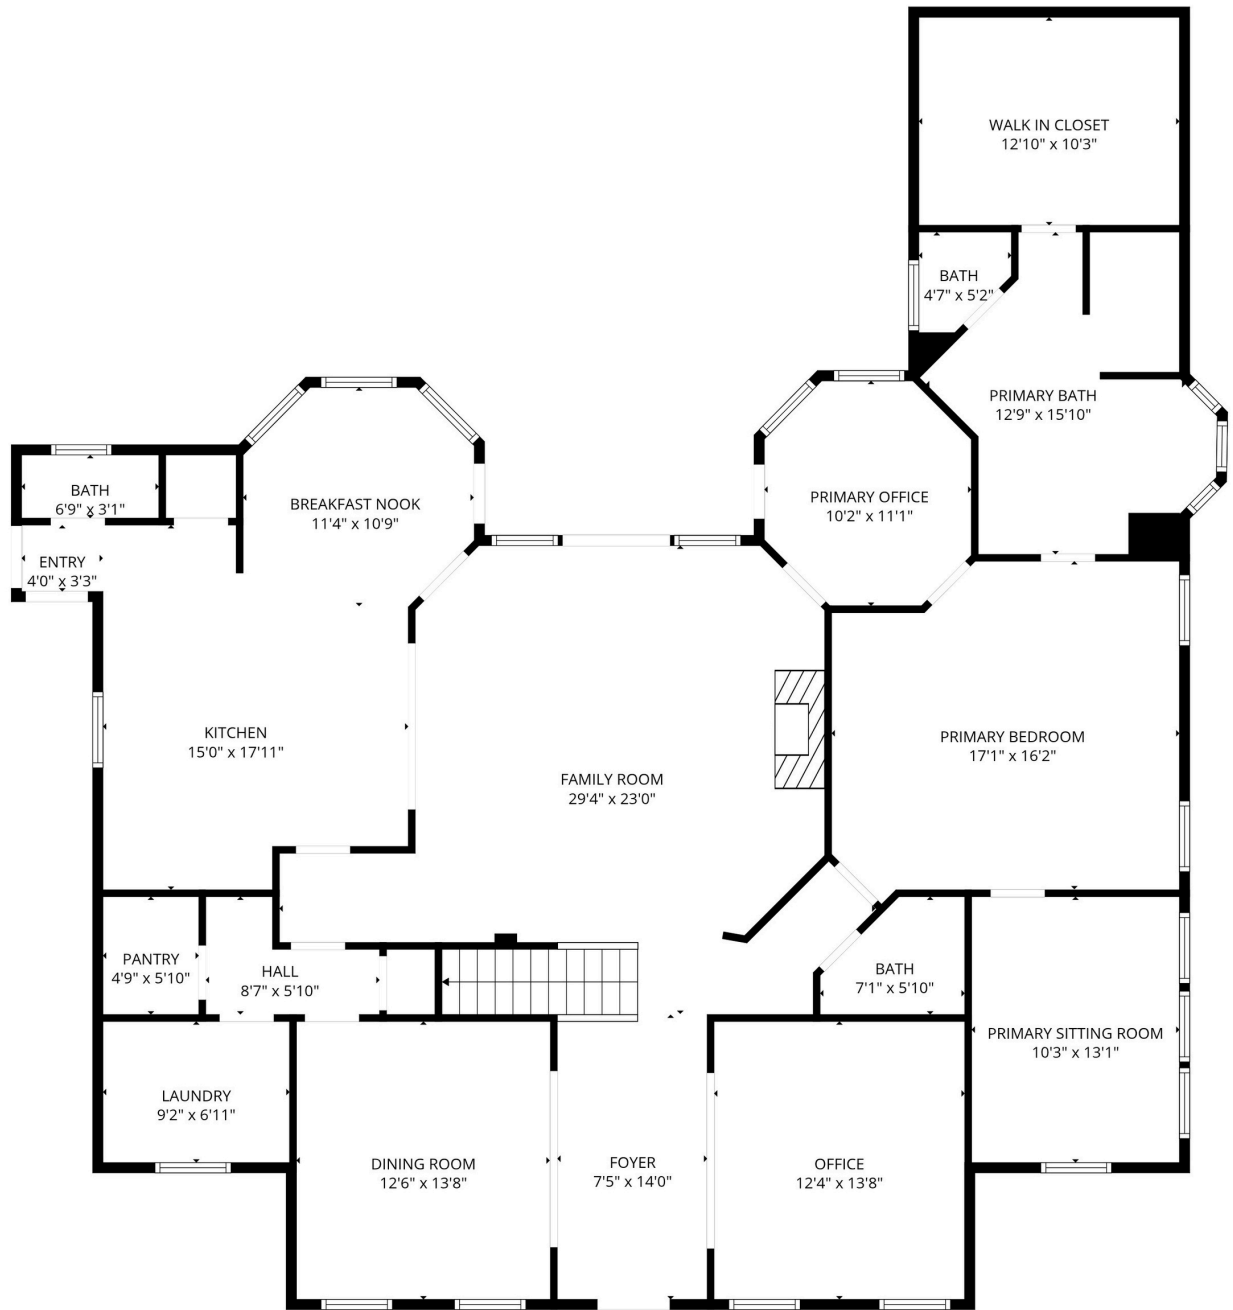 WALK IN CLOSET
12'10" x 10'3"
BATH
4'7" x 5'2"
PRIMARY BATH
12'9" x 15'10"
BATH
6'9" x 3'1"
BREAKFAST NOOK
11'4" x 10'9"
PRIMARY OFFICE
10'2" x 11'1"
ENTRY
4'0" x 3'3"
KITCHEN
15'0" x 17'11"
PRIMARY BEDROOM
17'1" x 16'2"
FAMILY ROOM
29'4" x 23'0"
PANTRY
4'9" x 5'10"
HALL
8'7" x 5'10"
BATH
7'1" x 5'10"
PRIMARY SITTING ROOM
10'3" x 13'1"
LAUNDRY
9'2" x 6'11"
DINING ROOM
12'6" x 13'8"
FOYER
7'5" x 14'0"
OFFICE
12'4" x 13'8"